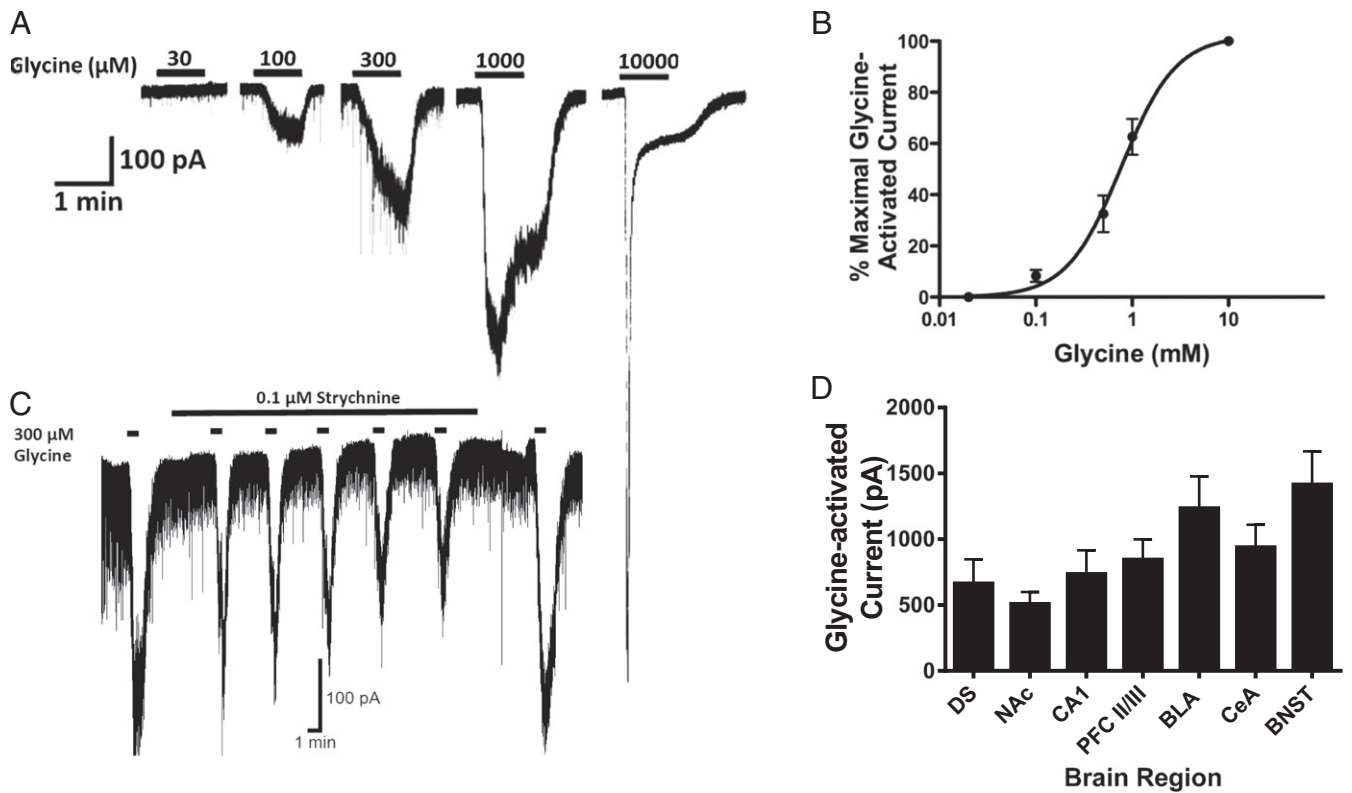 A
Glycine (µM)
30
100
300
1000
10000
100 pA
1 min
B
% Maximal Glycine-
Activated Current
100
80
60
40
20
0
0.01
0.1
1
10
Glycine (mM)
C
0.1 µM Strychnine
300 µM
Glycine
100 pA
1 min
D
Glycine-activated
Current (pA)
2000
1500
1000
500
0
DS
NAc
CA1
PFC II/III
BLA
CeA
BNST
Brain Region